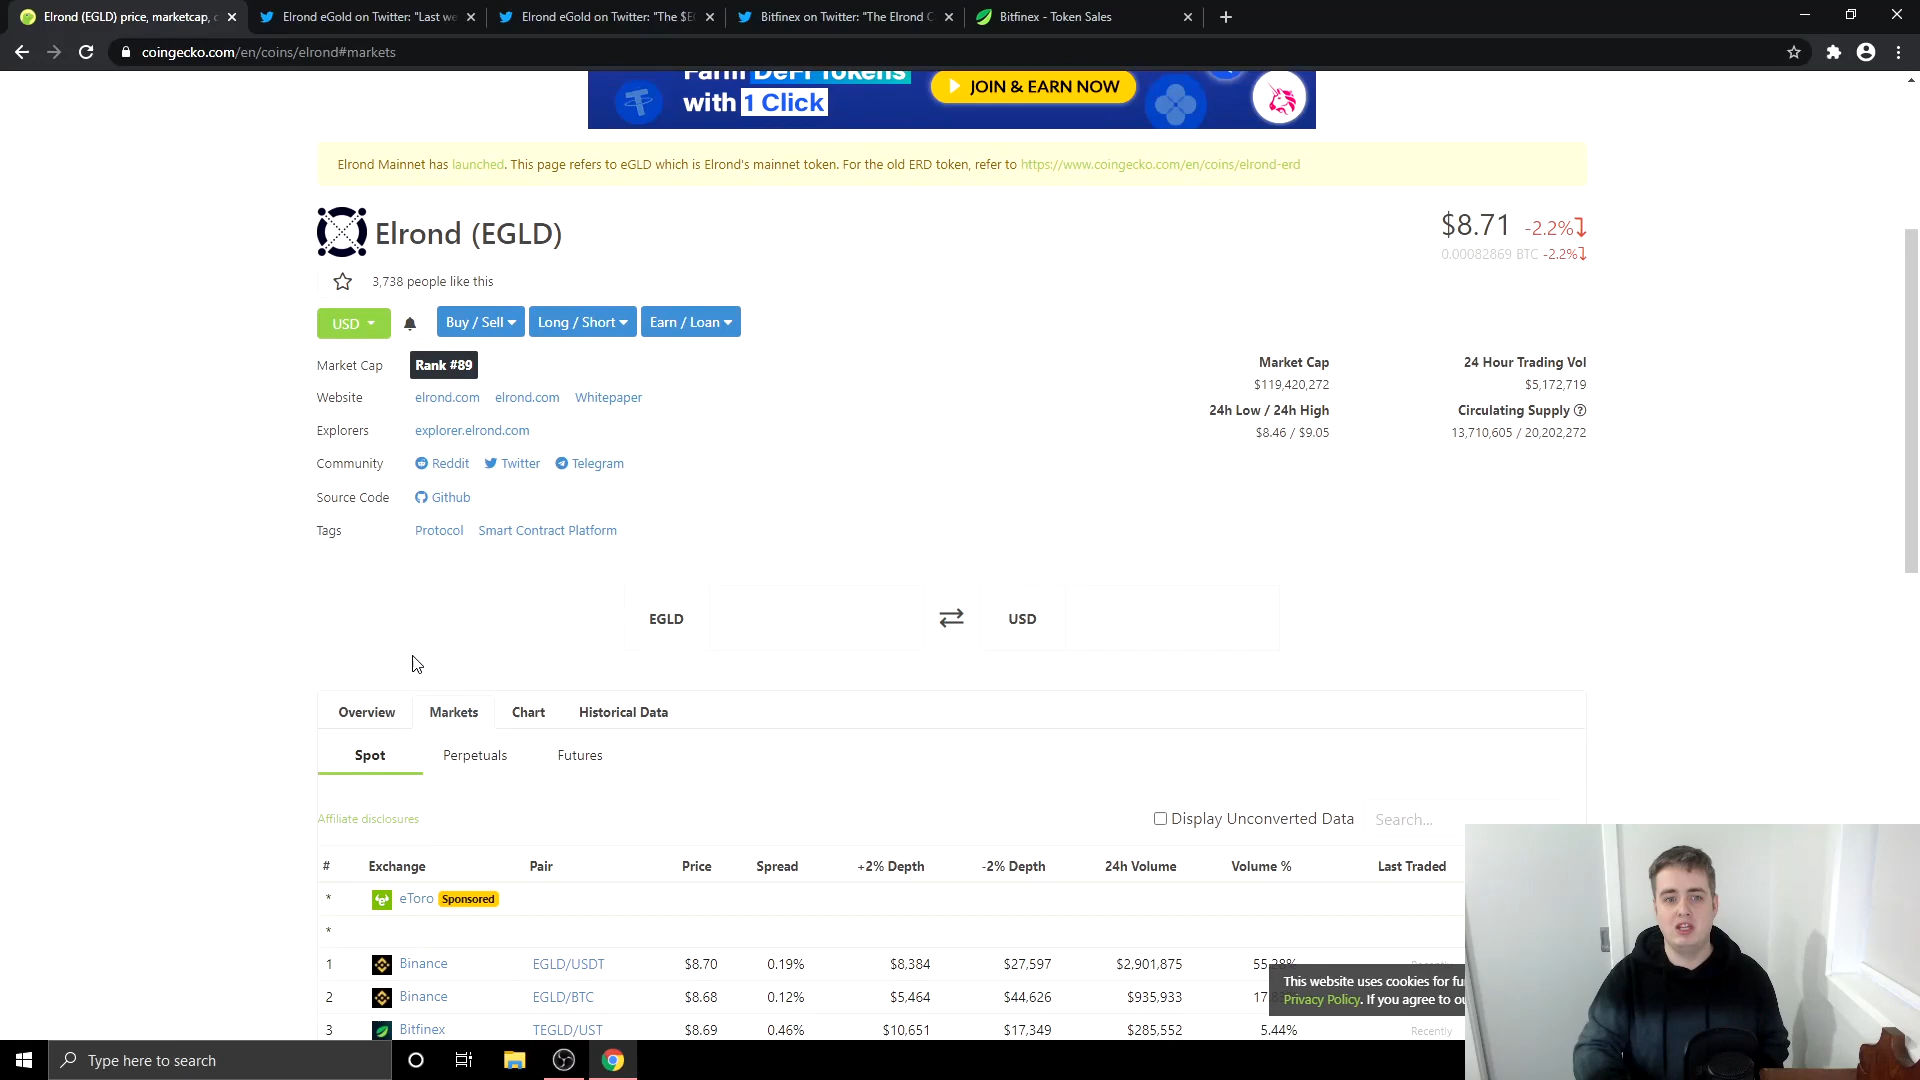 Elrond (EGLD) price, marketcap, c
Elrond eGold on Twitter: "Last we
Elrond eGold on Twitter: "The $E
Bitfinex on Twitter: "The Elrond C
Bitfinex - Token Sales
coingecko.com/en/coins/elrond#markets
Farm DeFi Tokens
with 1 Click
JOIN & EARN NOW
Elrond Mainnet has launched. This page refers to eGLD which is Elrond's mainnet token. For the old ERD token, refer to https://www.coingecko.com/en/coins/elrond-erd
Elrond (EGLD)
$8.71 -2.2%
0.00082869 BTC -2.2%
3,738 people like this
USD
Buy / Sell
Long / Short
Earn / Loan
Market Cap Rank #89
Website elrond.com elrond.com Whitepaper
Explorers explorer.elrond.com
Community Reddit Twitter Telegram
Source Code Github
Tags Protocol Smart Contract Platform
Market Cap 24 Hour Trading Vol
$119,420,272 $5,172,719
24h Low / 24h High Circulating Supply
$8.46 / $9.05 13,710,605 / 20,202,272
EGLD USD
Overview Markets Chart Historical Data
Spot Perpetuals Futures
Affiliate disclosures
Display Unconverted Data Search...
# Exchange Pair Price Spread +2% Depth -2% Depth 24h Volume Volume % Last Traded
* eToro Sponsored
*
1 Binance EGLD/USDT $8.70 0.19% $8,384 $27,597 $2,901,875
2 Binance EGLD/BTC $8.68 0.12% $5,464 $44,626 $935,933
3 Bitfinex TEGLD/UST $8.69 0.46% $10,651 $17,349 $285,552 5.44% Recently
This website uses cookies for fu
Privacy Policy. If you agree to ou
Type here to search